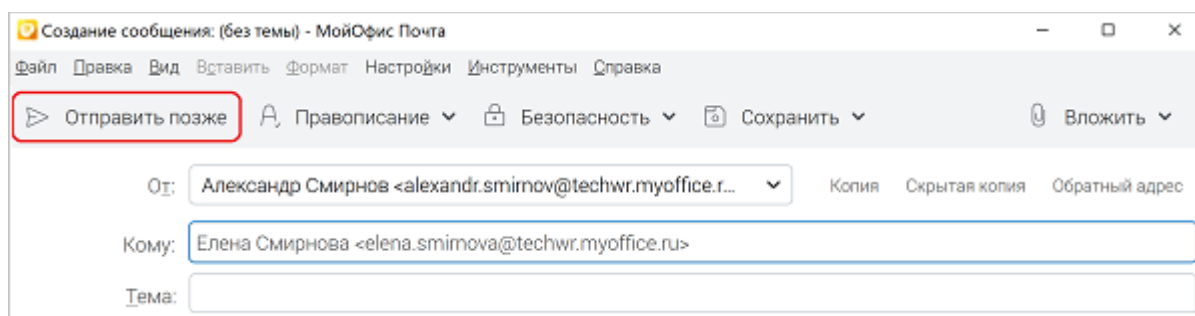 Создание сообщения: (без темы) - МойОфис Почта
Файл Правка Вид Вставить Формат Настройки Инструменты Справка
Отправить позже Правописание Безопасность Сохранить Вложить
От: Александр Смирнов <alexandr.smirnov@techwr.myoffice.r... Копия Скрытая копия Обратный адрес
Кому: Елена Смирнова <elena.smirnova@techwr.myoffice.ru>
Тема: